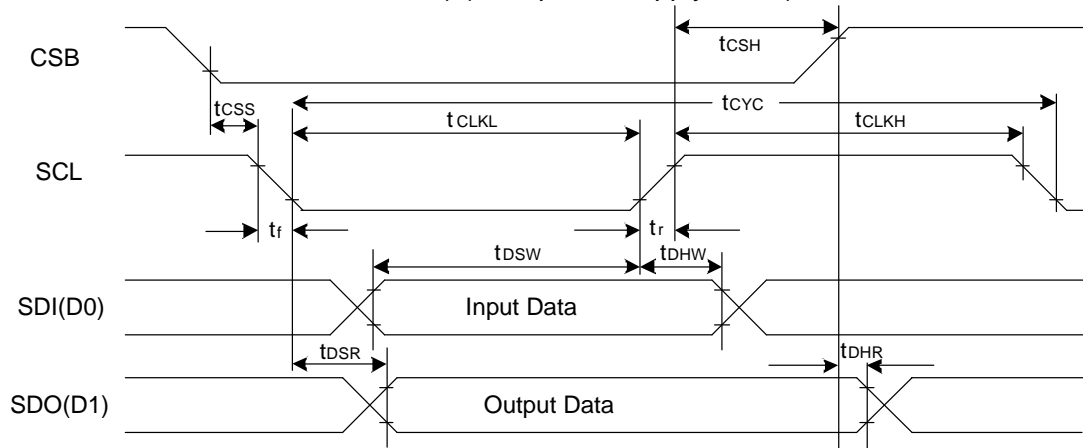 CSB
tCSH
tCSS
tCYC
tCLKL
tCLKH
SCL
tf
tr
tDSW
tDHW
SDI(D0)
Input Data
tDSR
tDHR
SDO(D1)
Output Data